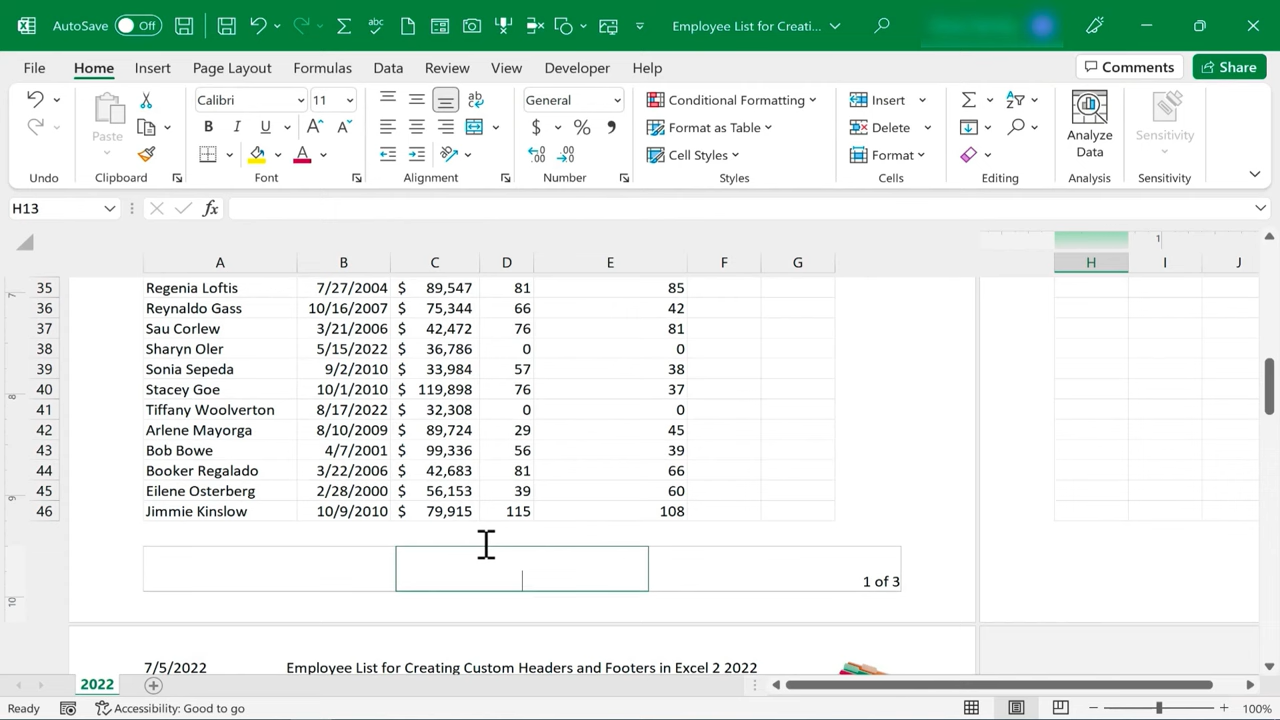 AutoSave Off Employee List for Creati...
File Home Insert Page Layout Formulas Data Review View Developer Help Comments Share
Paste Calibri 11 General Conditional Formatting Insert Analyze Data Sensitivity
B I U $ % , Format as Table Delete
A Cell Styles Format
Undo Clipboard Font Alignment Number Styles Cells Editing Analysis Sensitivity
H13 fx
1
A B C D E F G H I J
35 Regenia Loftis 7/27/2004 $ 89,547 81 85
36 Reynaldo Gass 10/16/2007 $ 75,344 66 42
37 Sau Corlew 3/21/2006 $ 42,472 76 81
38 Sharyn Oler 5/15/2022 $ 36,786 0 0
39 Sonia Sepeda 9/2/2010 $ 33,984 57 38
40 Stacey Goe 10/1/2010 $ 119,898 76 37
41 Tiffany Woolverton 8/17/2022 $ 32,308 0 0
42 Arlene Mayorga 8/10/2009 $ 89,724 29 45
43 Bob Bowe 4/7/2001 $ 99,336 56 39
44 Booker Regalado 3/22/2006 $ 42,683 81 66
45 Eilene Osterberg 2/28/2000 $ 56,153 39 60
46 Jimmie Kinslow 10/9/2010 $ 79,915 115 108
1 of 3
7/5/2022 Employee List for Creating Custom Headers and Footers in Excel 2 2022
2022
Ready Accessibility: Good to go 100%